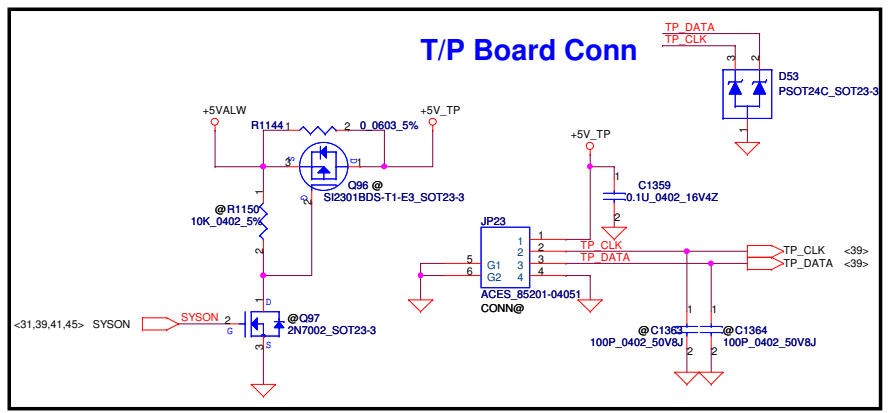 T/P Board Conn
TP_DATA
TP_CLK
3
2
D53
PSOT24C_SOT23-3
1
+5VALW
R1144
1
2
0_0603_5%
+5V_TP
3
S
D
1
Q96 @
SI2301BDS-T1-E3_SOT23-3
G
2
1
@R1150
10K_0402_5%
2
+5V_TP
1
C1359
0.1U_0402_16V4Z
2
JP23
1
2
3
4
G1
G2
5
6
1
2
3
4
TP_CLK
TP_DATA
ACES_85201-04051
CONN@
TP_CLK <39>
TP_DATA <39>
1
@C1363
100P_0402_50V8J
2
1
@C1364
100P_0402_50V8J
2
<31,39,41,45> SYSON
SYSON
2
G
1
D
@Q97
2N7002_SOT23-3
3
S